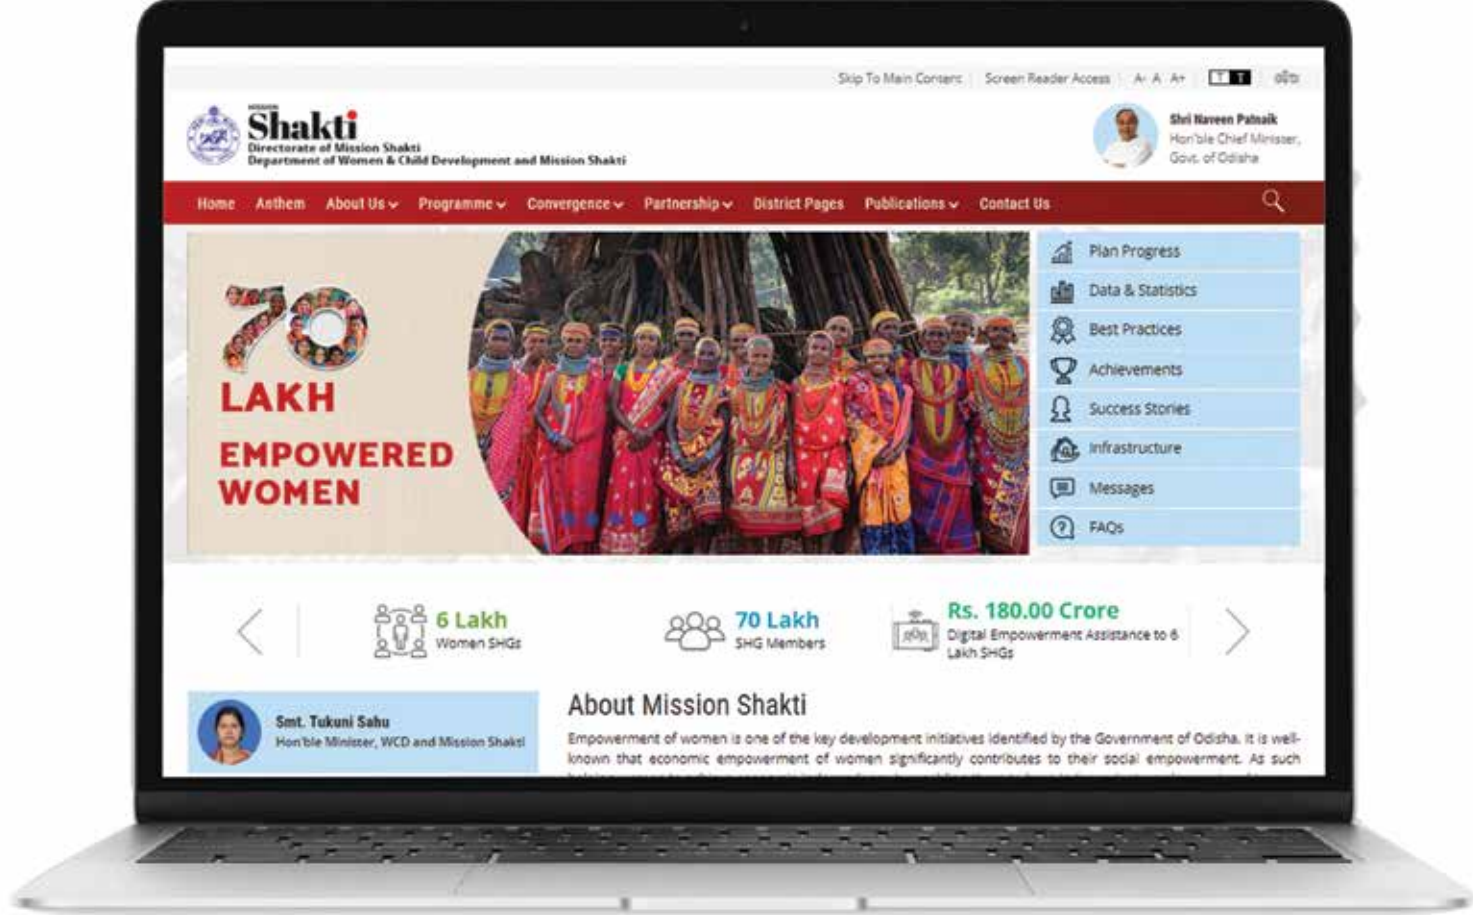 Skip To Main Content
Screen Reader Access
A- A A+
T T
ଓଡ଼ିଆ
MISSION
Shakti
Directorate of Mission Shakti
Department of Women & Child Development and Mission Shakti
Shri Naveen Patnaik
Hon'ble Chief Minister,
Govt. of Odisha
Home Anthem About Us Programme Convergence Partnership District Pages Publications Contact Us
70
LAKH
EMPOWERED
WOMEN
Plan Progress
Data & Statistics
Best Practices
Achievements
Success Stories
Infrastructure
Messages
FAQs
6 Lakh
Women SHGs
70 Lakh
SHG Members
Rs. 180.00 Crore
Digital Empowerment Assistance to 6
Lakh SHGs
Smt. Tukuni Sahu
Hon'ble Minister, WCD and Mission Shakti
About Mission Shakti
Empowerment of women is one of the key development initiatives identified by the Government of Odisha. It is well-
known that economic empowerment of women significantly contributes to their social empowerment. As such